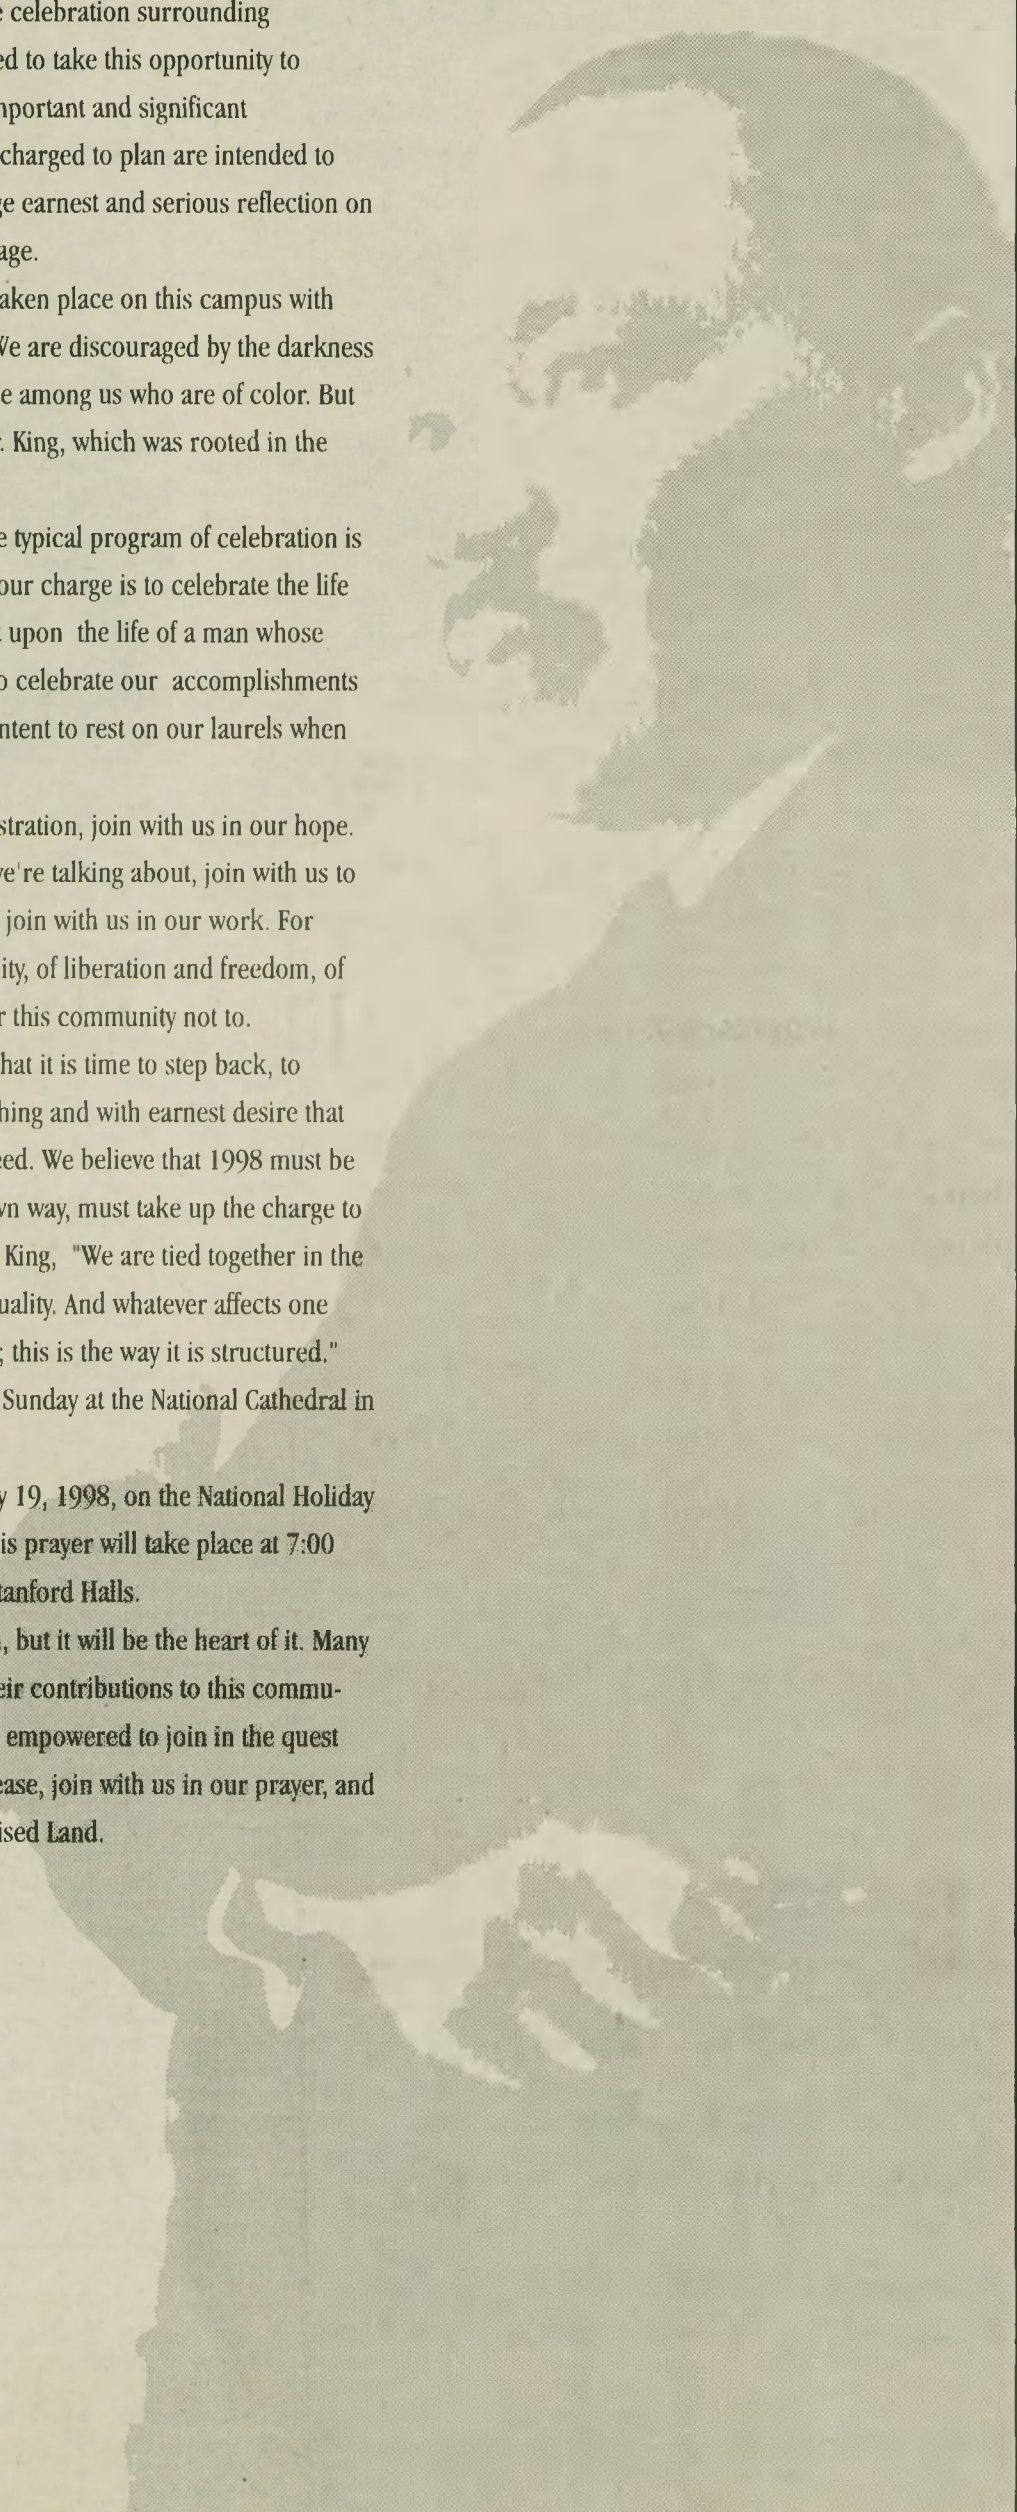 celebration surrounding
ed to take this opportunity to
nportant and significant
charged to plan are intended to
ge earnest and serious reflection on
age.
aken place on this campus with
We are discouraged by the darkness
e among us who are of color. But
r. King, which was rooted in the
e typical program of celebration is
our charge is to celebrate the life
upon the life of a man whose
o celebrate our accomplishments
ntent to rest on our laurels when
stration, join with us in our hope.
ve're talking about, join with us to
join with us in our work. For
ity, of liberation and freedom, of
r this community not to.
hat it is time to step back, to
hing and with earnest desire that
eed. We believe that 1998 must be
wn way, must take up the charge to
King, "We are tied together in the
uality. And whatever affects one
; this is the way it is structured."
Sunday at the National Cathedral in
y 19, 1998, on the National Holiday
is prayer will take place at 7:00
tanford Halls.
, but it will be the heart of it. Many
eir contributions to this commu-
empowered to join in the quest
ease, join with us in our prayer, and
ised Land.